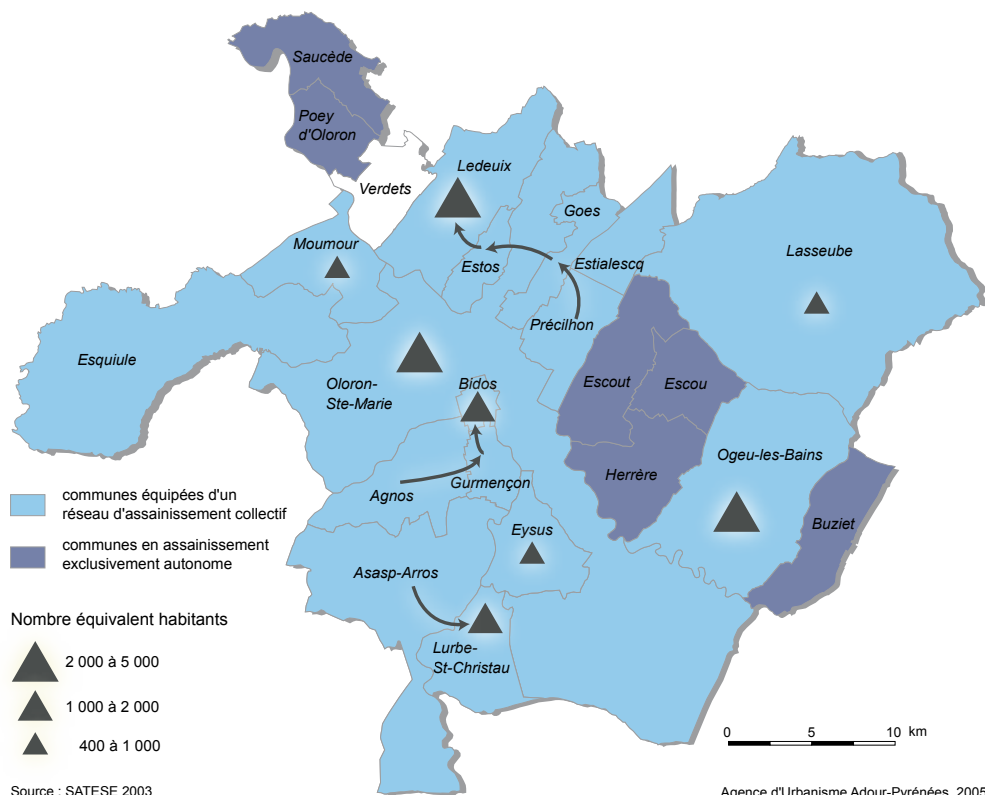 Saucède
Poey
d'Oloron
Verdets
Ledeuix
Goes
Moumour
Estos
Estialescq
Lasseube
Précilhon
Esquiule
Oloron-
Ste-Marie
Bidos
Escout
Escou
Ogeu-les-Bains
Herrère
Agnos
Gurmençon
Buziet
Eysus
Asasp-Arros
Lurbe-
St-Christau
communes équipées d'un
réseau d'assainissement collectif
communes en assainissement
exclusivement autonome
Nombre équivalent habitants
2 000 à 5 000
1 000 à 2 000
400 à 1 000
0 5 10 km
Source : SATESE 2003
Agence d'Urbanisme Adour-Pyrénées, 2005